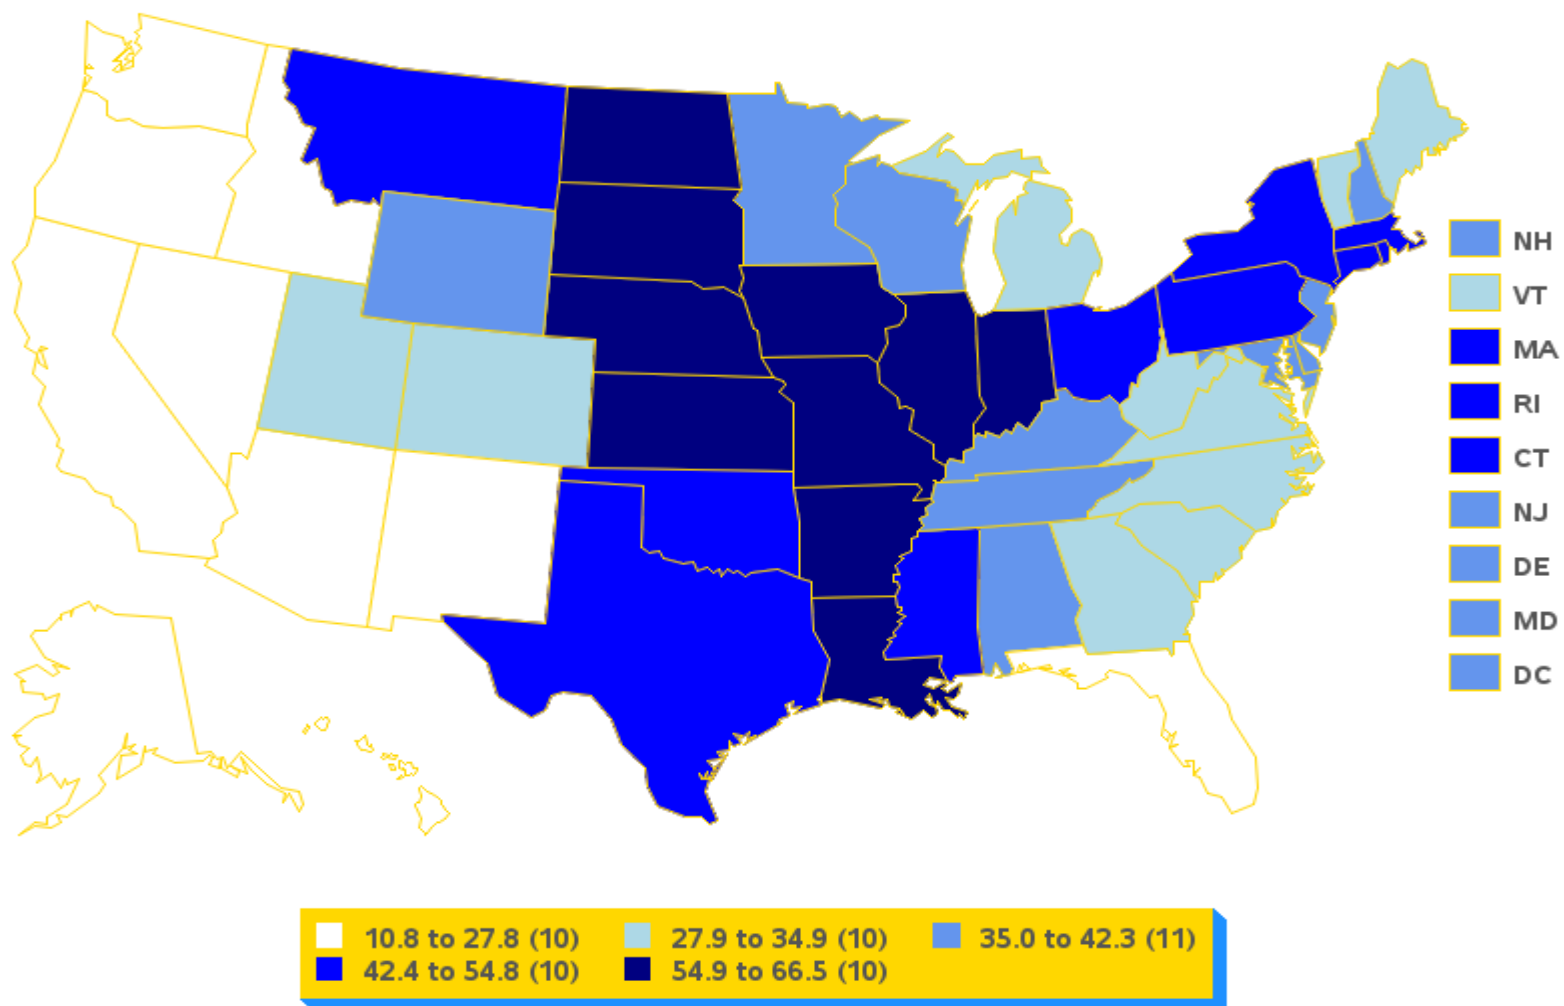 NH
VT
MA
RI
CT
NJ
DE
MD
DC
10.8 to 27.8 (10) 27.9 to 34.9 (10) 35.0 to 42.3 (11)
42.4 to 54.8 (10) 54.9 to 66.5 (10)